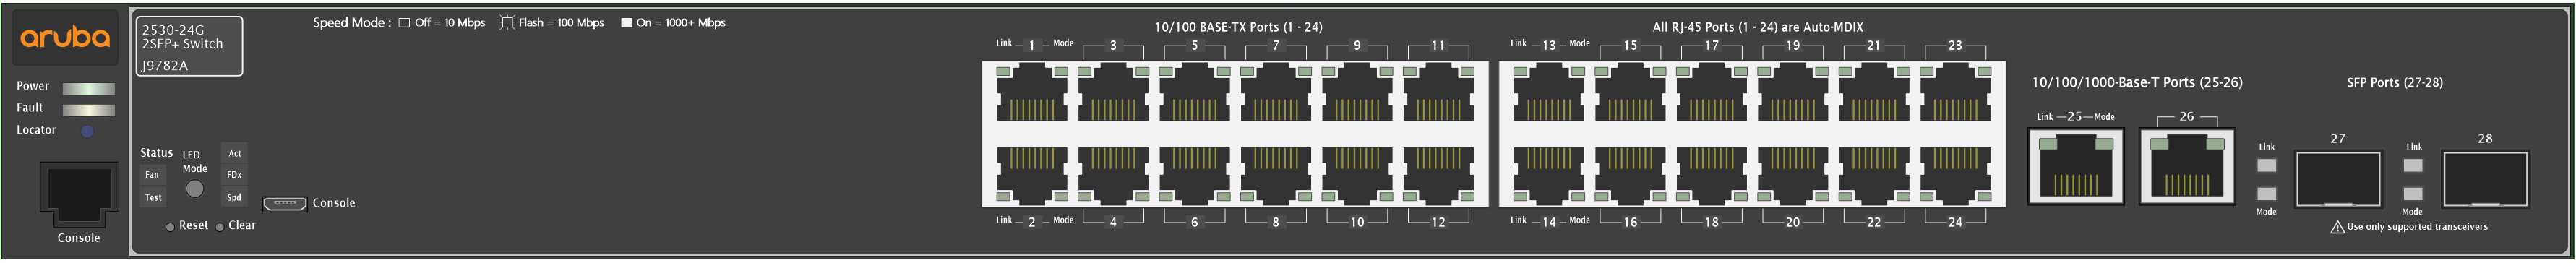 aruba
2530-24G
2SFP+ Switch
J9782A
Speed Mode : Off = 10 Mbps Flash = 100 Mbps On = 1000+ Mbps
Power
Fault
Locator
Console
Status
Fan
Test
LED
Mode
Act
FDx
Spd
Reset Clear
Console
10/100 BASE-TX Ports (1 - 24)
Link 1 Mode 3 5 7 9 11
Link 2 Mode 4 6 8 10 12
All RJ-45 Ports (1 - 24) are Auto-MDIX
Link 13 Mode 15 17 19 21 23
Link 14 Mode 16 18 20 22 24
10/100/1000-Base-T Ports (25-26)
Link 25 Mode 26
SFP Ports (27-28)
Link 27 Link 28
Mode Mode
Use only supported transceivers